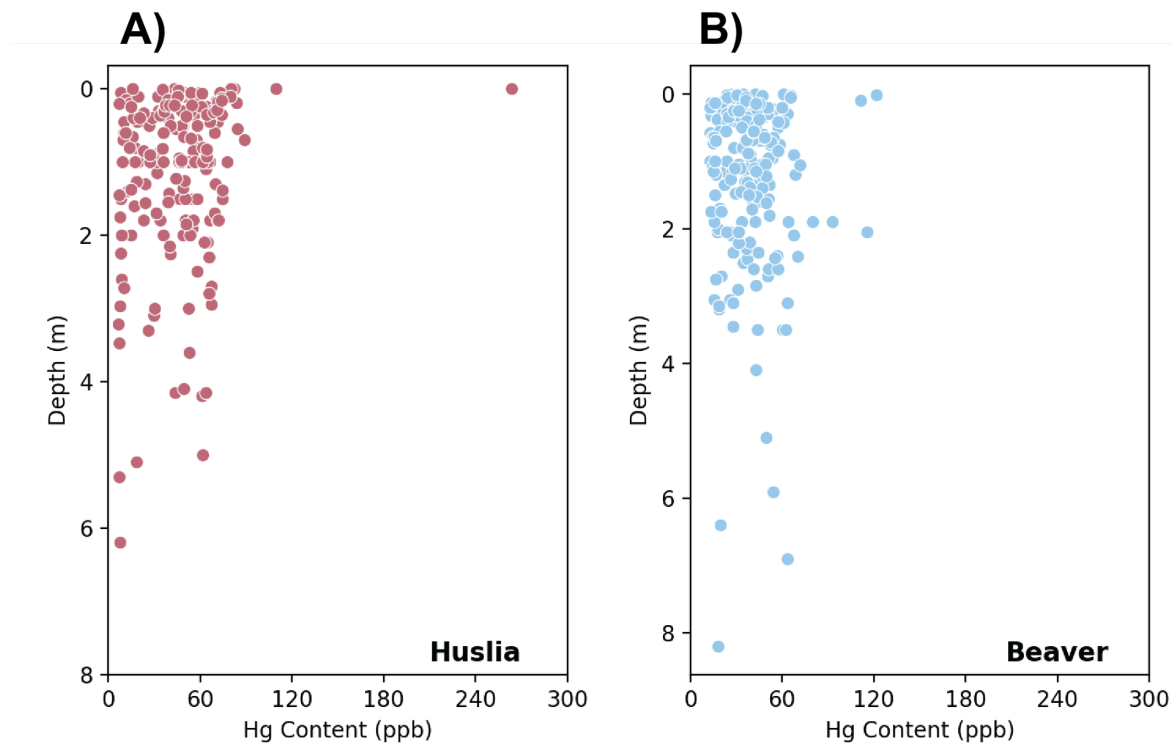 A)
B)
0
2
4
6
8
Depth (m)
0
60
120
180
240
300
Hg Content (ppb)
Huslia
0
2
4
6
8
Depth (m)
0
60
120
180
240
300
Hg Content (ppb)
Beaver